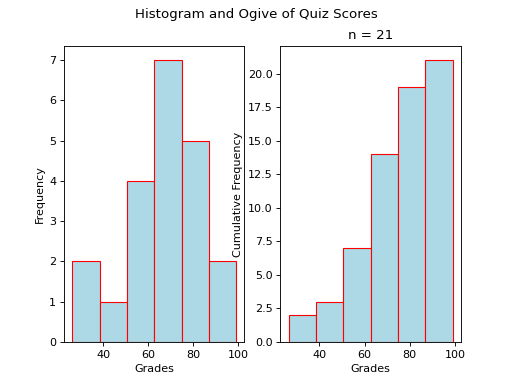 Histogram and Ogive of Quiz Scores
n = 21
7
6
5
4
3
2
1
0
Frequency
40 60 80 100
Grades
20.0
17.5
15.0
12.5
10.0
7.5
5.0
2.5
0.0
Cumulative Frequency
40 60 80 100
Grades